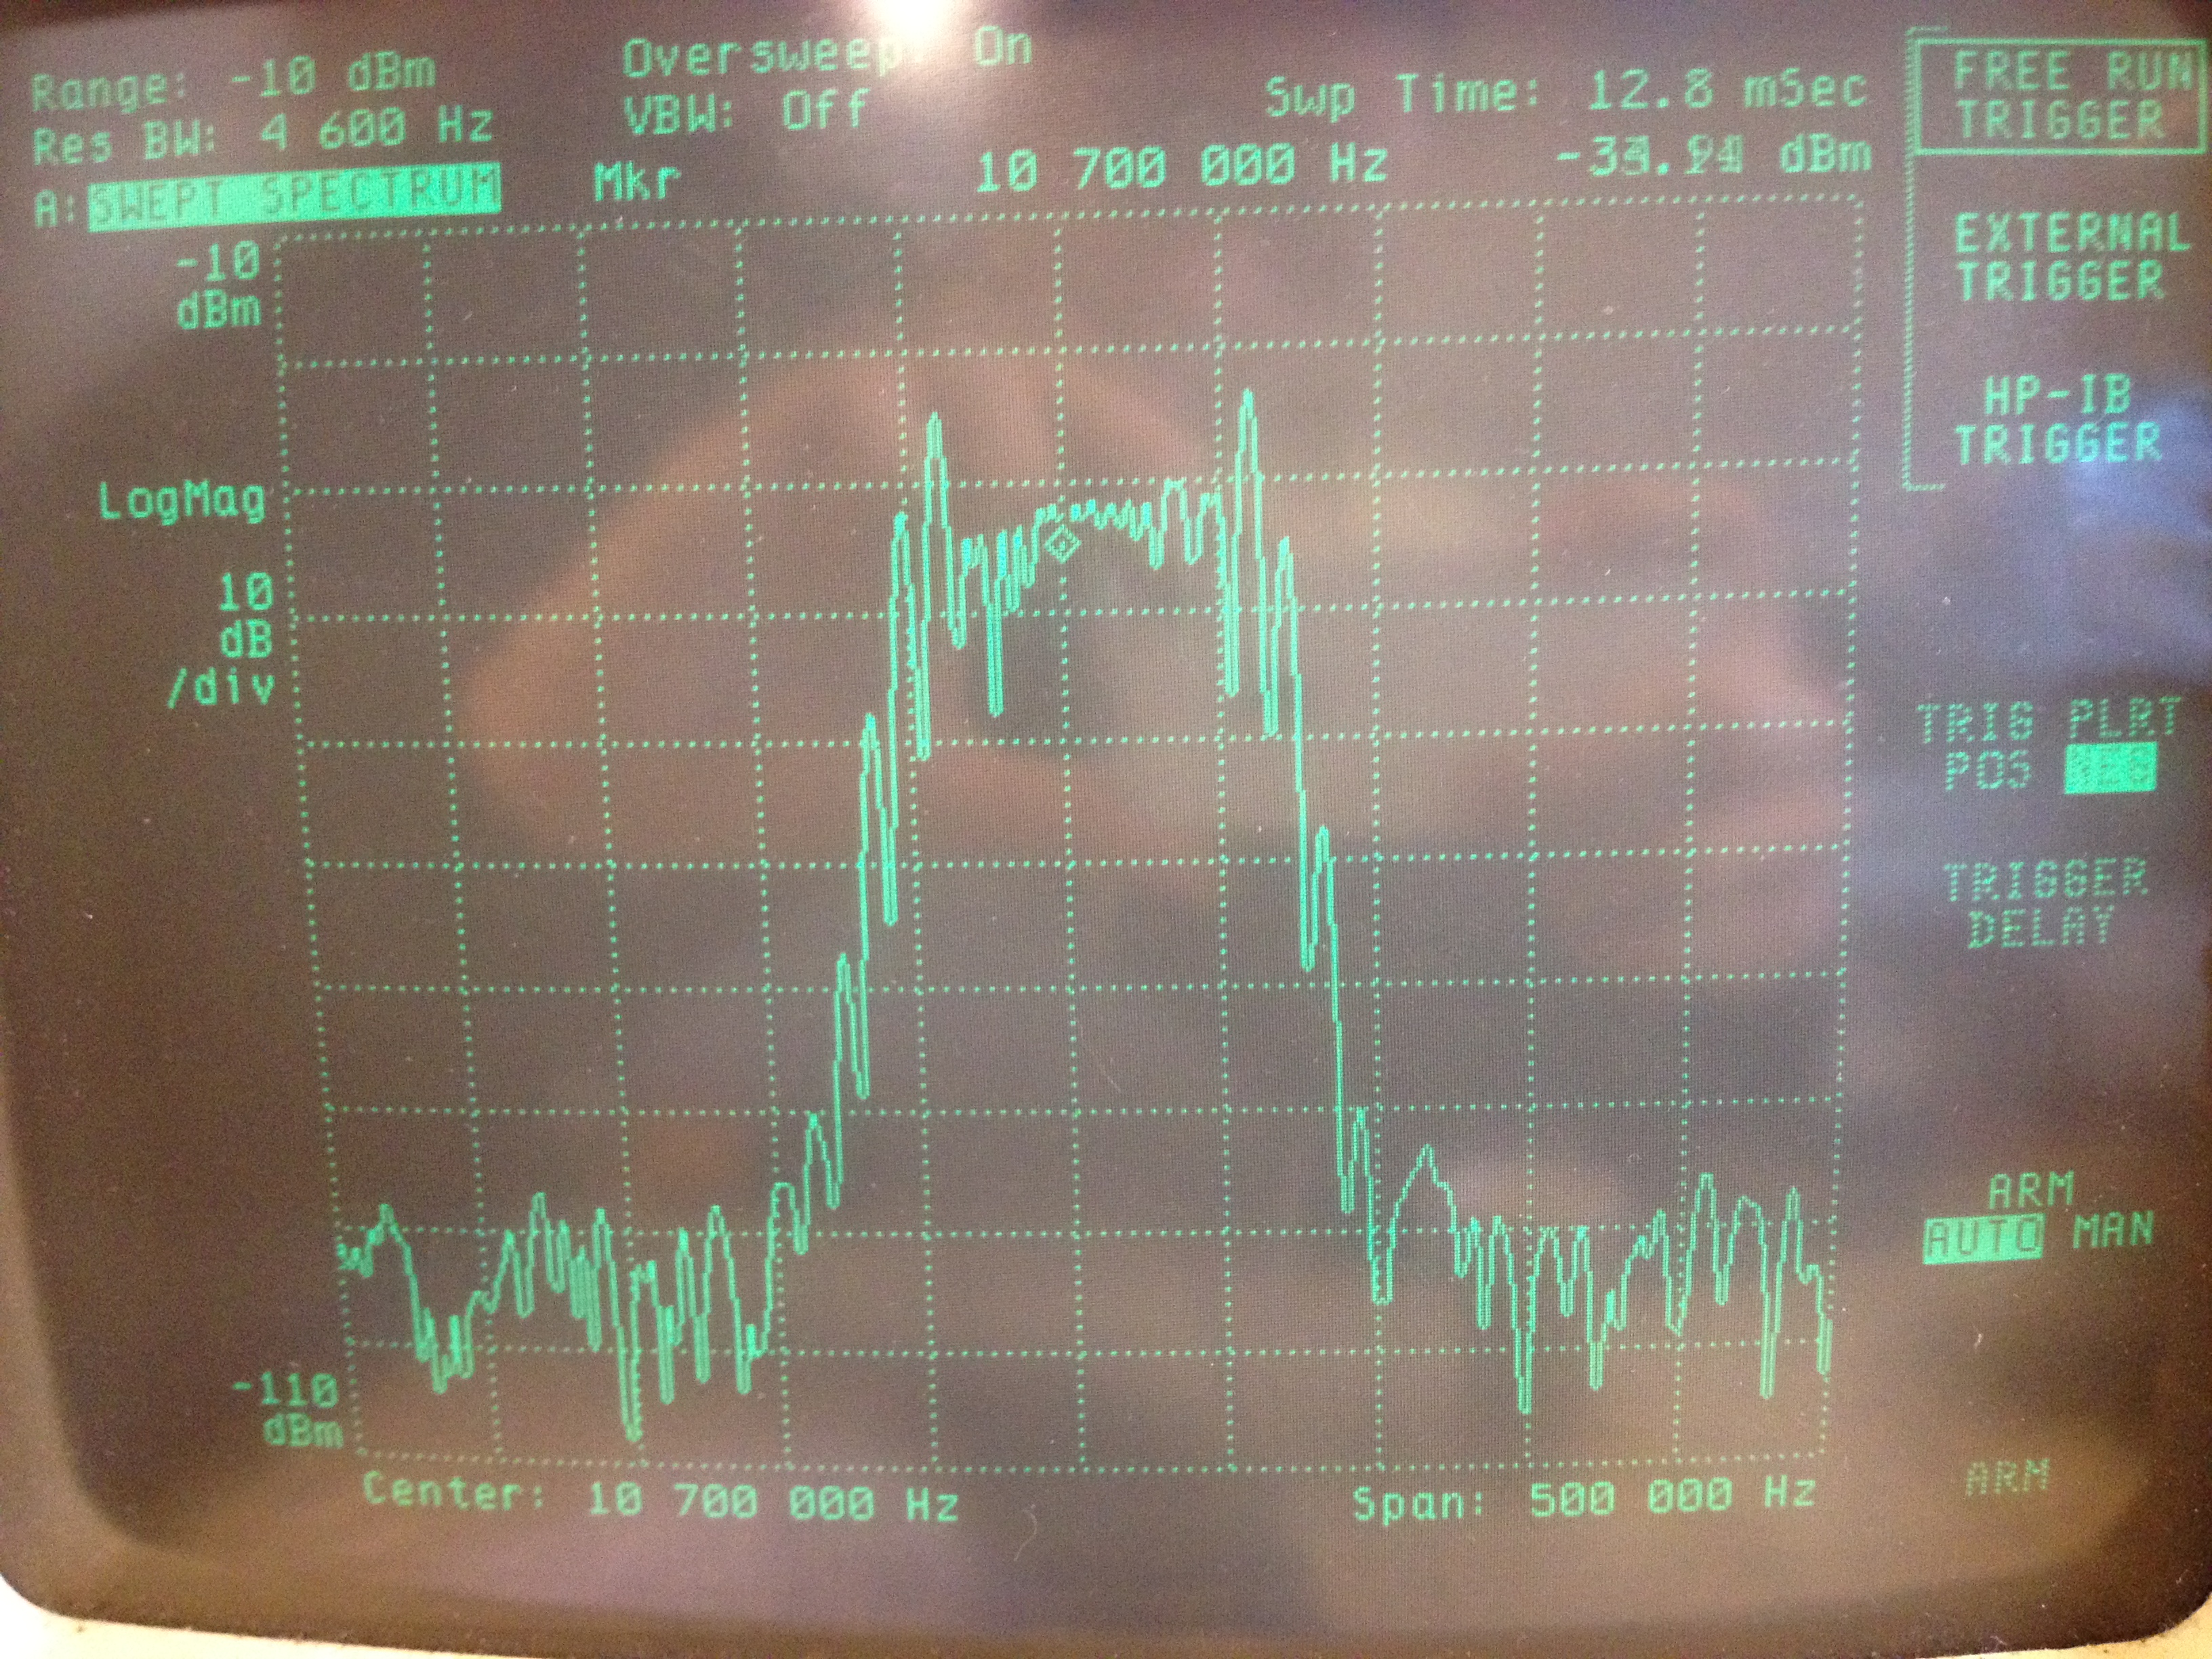 Range: -10 dBm
Oversweep: On
Res BW: 4 600 Hz
VBW: Off
Swp Time: 12.8 mSec
A: SWEPT SPECTRUM
Mkr 10 700 000 Hz dBm
-10
dBm
LogMag
10
dB
/div
-110
dBm
Center: 10 700 000 Hz
Span: 500 000 Hz
FREE RUN
TRIGGER
EXTERNAL
TRIGGER
HP-IB
TRIGGER
TRIG PLRT
POS NEG
TRIGGER
DELAY
ARM
AUTO MAN
ARM